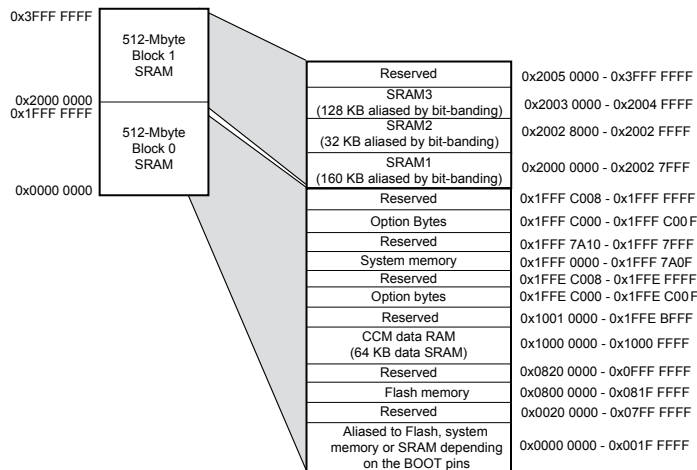 0x3FFF FFFF
512-Mbyte
Block 1
SRAM
0x2000 0000
0x1FFF FFFF
512-Mbyte
Block 0
SRAM
0x0000 0000
Reserved 0x2005 0000 - 0x3FFF FFFF
SRAM3
(128 KB aliased by bit-banding) 0x2003 0000 - 0x2004 FFFF
SRAM2
(32 KB aliased by bit-banding) 0x2002 8000 - 0x2002 FFFF
SRAM1
(160 KB aliased by bit-banding) 0x2000 0000 - 0x2002 7FFF
Reserved 0x1FFF C008 - 0x1FFF FFFF
Option Bytes 0x1FFF C000 - 0x1FFF C00F
Reserved 0x1FFF 7A10 - 0x1FFF 7FFF
System memory 0x1FFF 0000 - 0x1FFF 7A0F
Reserved 0x1FFE C008 - 0x1FFE FFFF
Option bytes 0x1FFE C000 - 0x1FFE C00F
Reserved 0x1001 0000 - 0x1FFE BFFF
CCM data RAM
(64 KB data SRAM) 0x1000 0000 - 0x1000 FFFF
Reserved 0x0820 0000 - 0x0FFF FFFF
Flash memory 0x0800 0000 - 0x081F FFFF
Reserved 0x0020 0000 - 0x07FF FFFF
Aliased to Flash, system
memory or SRAM depending 0x0000 0000 - 0x001F FFFF
on the BOOT pins